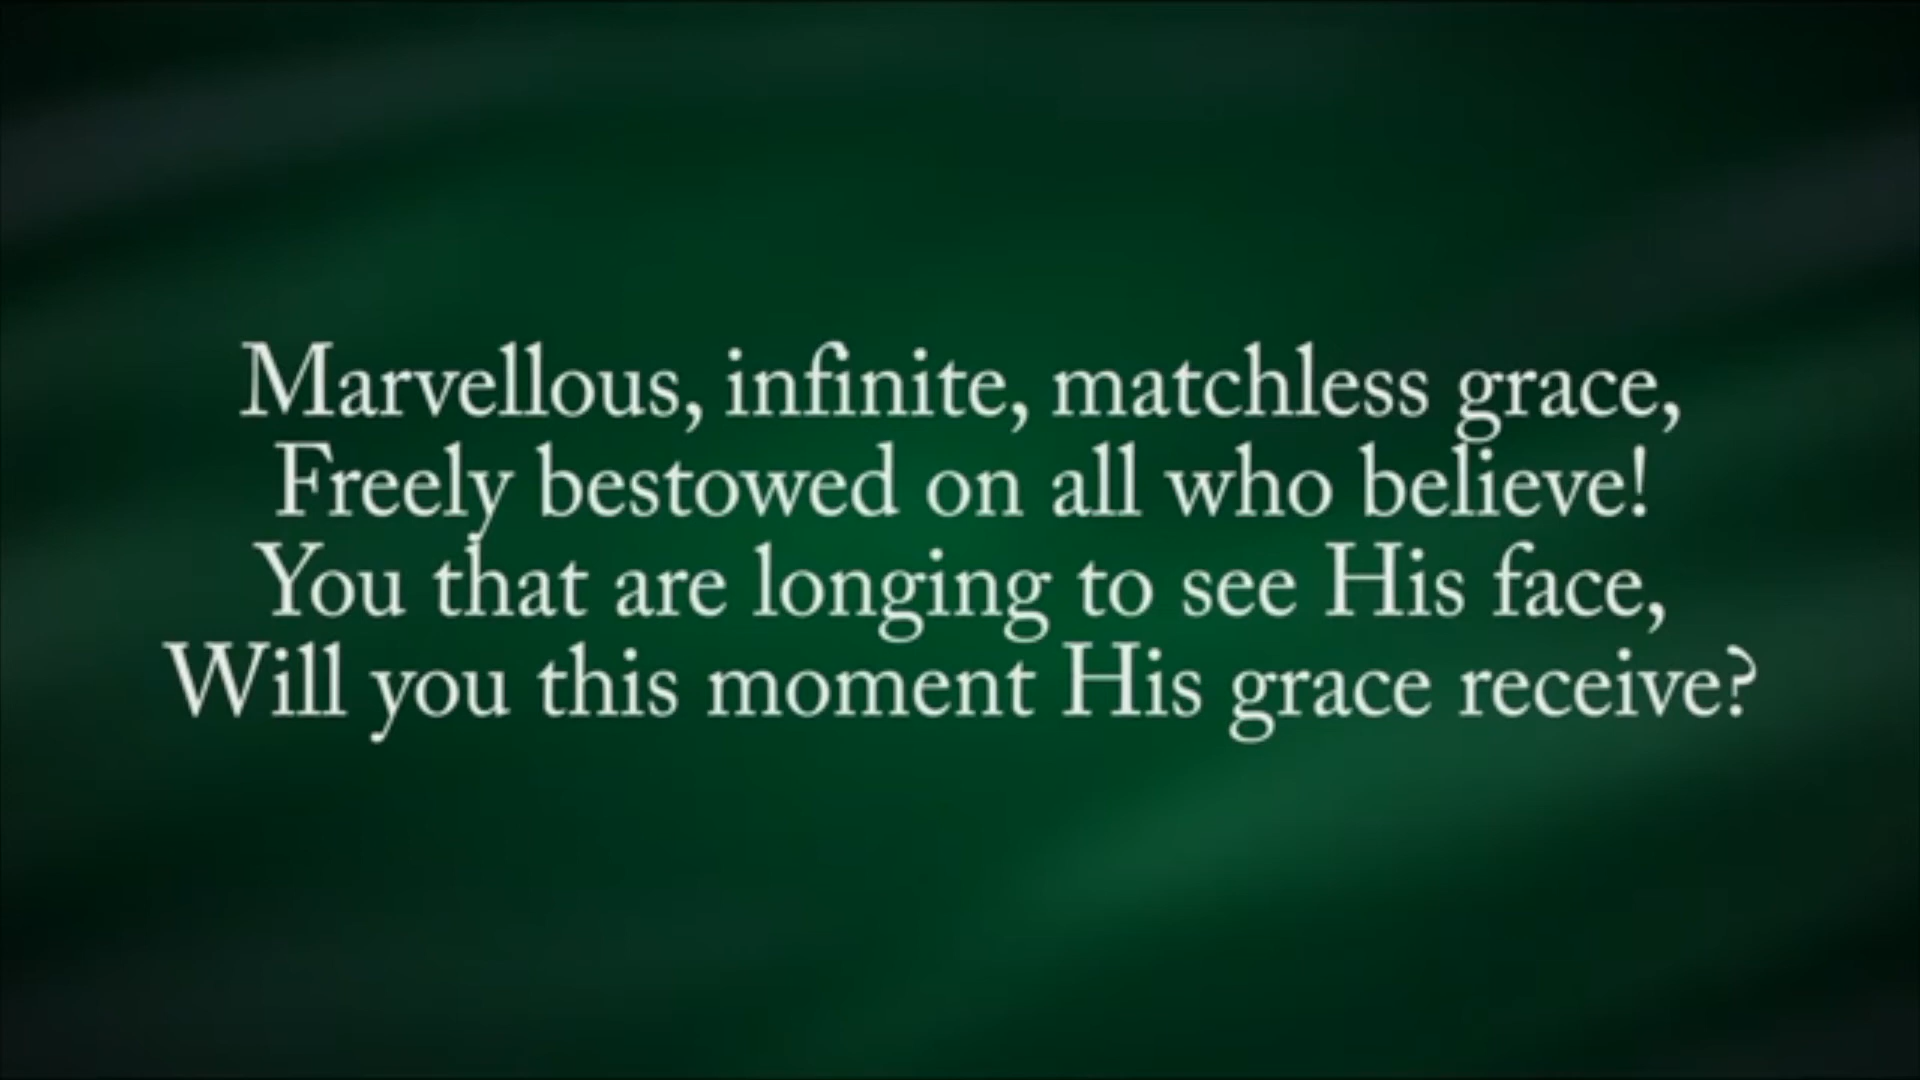 Marvellous, infinite, matchless grace,
Freely bestowed on all who believe!
You that are longing to see His face,
Will you this moment His grace receive?